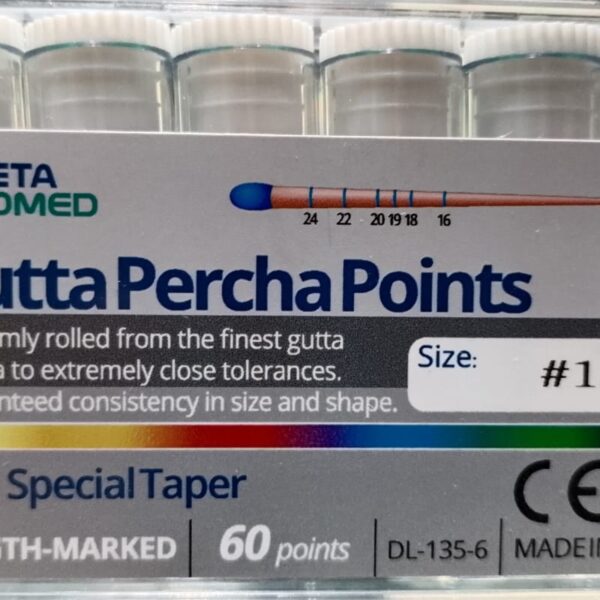 ETA
OMED
24 22 20 19 18 16
utta Percha Points
mly rolled from the finest gutta
a to extremely close tolerances.
nteed consistency in size and shape.
Size: #1
Special Taper
CE
GTH-MARKED 60 points DL-135-6 MADE IN